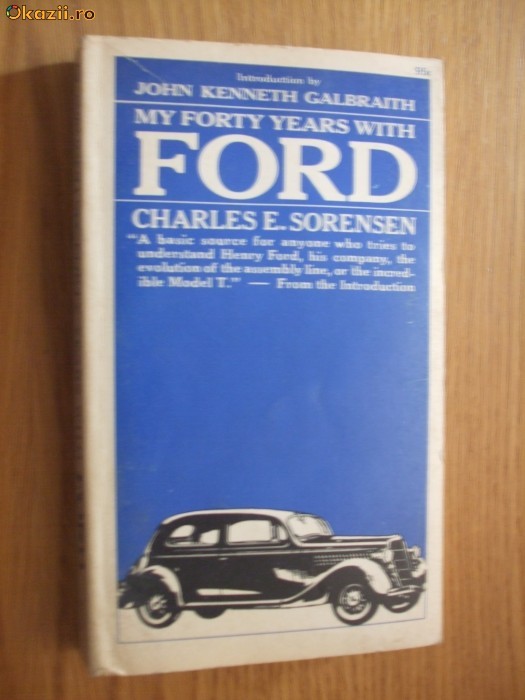 Okazii.ro
95¢
Introduction by
JOHN KENNETH GALBRAITH
MY FORTY YEARS WITH
FORD
CHARLES E. SORENSEN
"A basic source for anyone who tries to
understand Henry Ford, his company, the
evolution of the assembly line, or the incred-
ible Model T." — From the Introduction